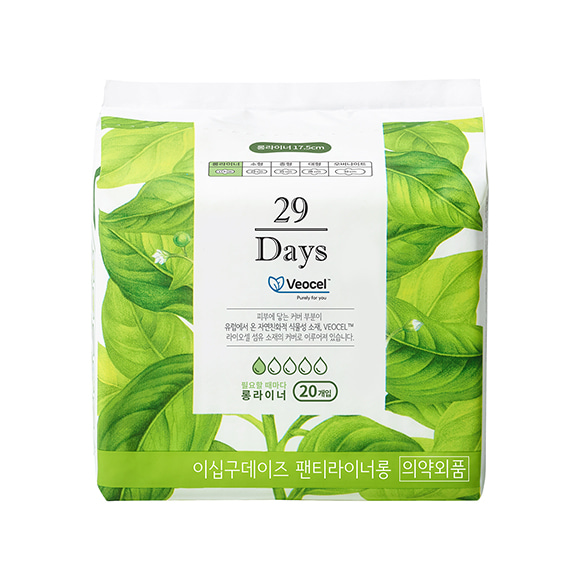 롱라이너 17.5cm
롱라이너 소형 중형 대형 오버나이트
29
Days
Veocel™
Purely for you
피부에 닿는 커버 부분이
유럽에서 온 자연친화적 식물성 소재, VEOCEL™
라이오셀 섬유 소재의 커버로 이루어져 있습니다.
필요할 때마다
롱라이너 20개입
이십구데이즈 팬티라이너롱 의약외품